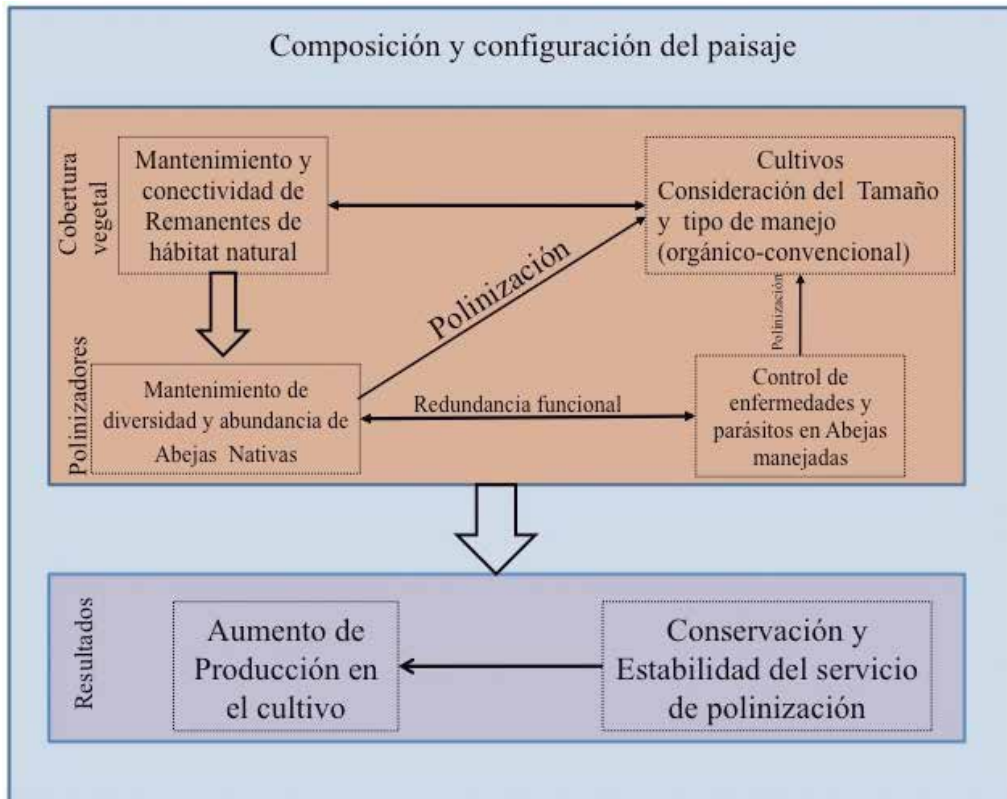 Composición y configuración del paisaje
Cobertura
vegetal
Mantenimiento y
conectividad de
Remanentes de
hábitat natural
Cultivos
Consideración del Tamaño
y tipo de manejo
(orgánico-convencional)
Polinización
Polinización
Polinizadores
Mantenimiento de
diversidad y abundancia de
Abejas Nativas
Redundancia funcional
Control de
enfermedades y
parásitos en Abejas
manejadas
Resultados
Aumento de
Producción en
el cultivo
Conservación y
Estabilidad del servicio
de polinización